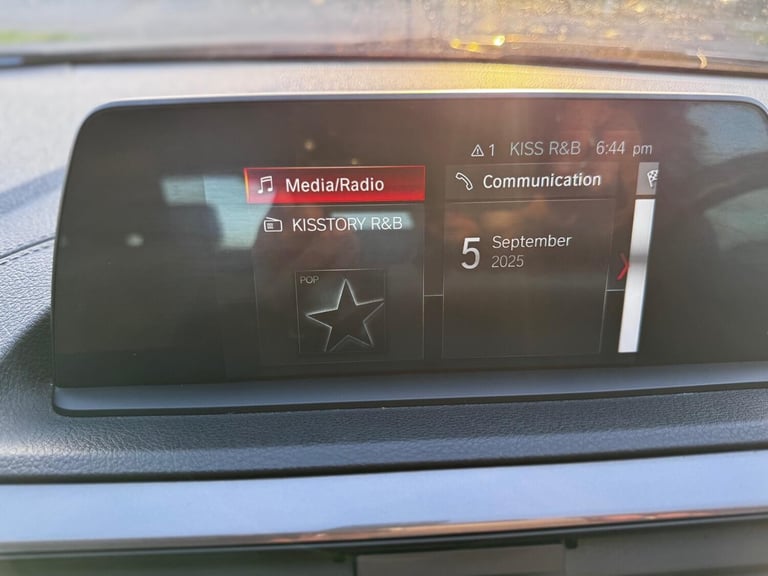 1 KISS R&B 6:44 pm
Media/Radio
Communication
KISSTORY R&B
5 September
2025
POP